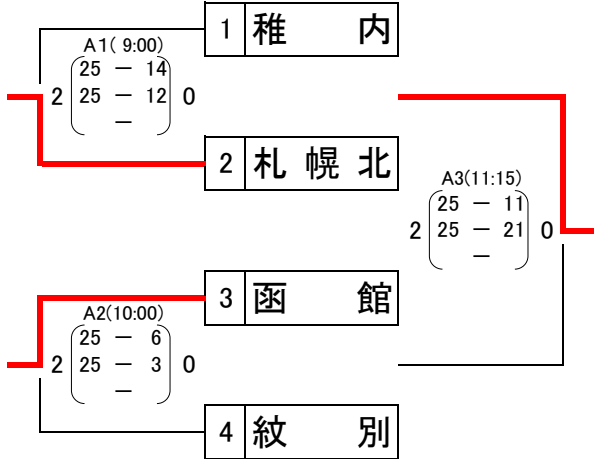 1 稚 内
A1( 9:00)
25 － 14
2 25 － 12 0
－
2 札 幌 北
A3(11:15)
25 － 11
2 25 － 21 0
－
3 函 館
A2(10:00)
25 － 6
2 25 － 3 0
－
4 紋 別